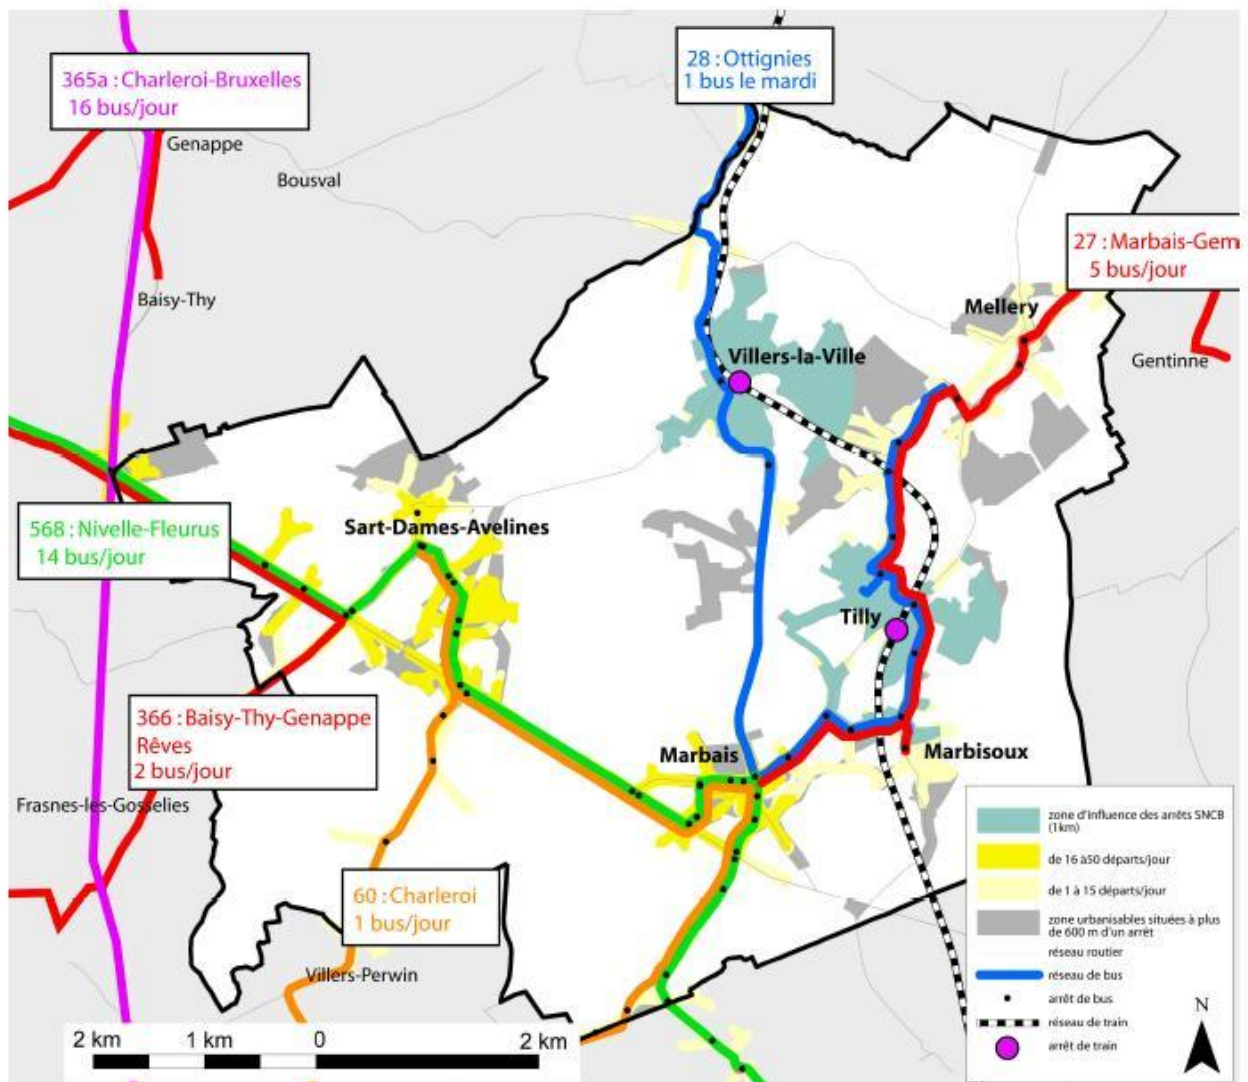 365a : Charleroi-Bruxelles
16 bus/jour
28 : Ottignies
1 bus le mardi
Genappe
Bousval
27 : Marbais-Gem
5 bus/jour
Baisy-Thy
Mellery
Villers-la-Ville
Gentinne
568 : Nivelle-Fleurus
14 bus/jour
Sart-Dames-Avelines
Tilly
366 : Baisy-Thy-Genappe
Rêves
2 bus/jour
Marbais
Marbisoux
Frasnes-les-Gosselies
60 : Charleroi
1 bus/jour
Villers-Perwin
zone d'influence des arrêts SNCB
(1km)
de 16 à50 départs/jour
de 1 à 15 départs/jour
zone urbanisables situées à plus
de 600 m d'un arrêt
réseau routier
réseau de bus
arrêt de bus
réseau de train
arrêt de train
N
2 km 1 km 0 2 km